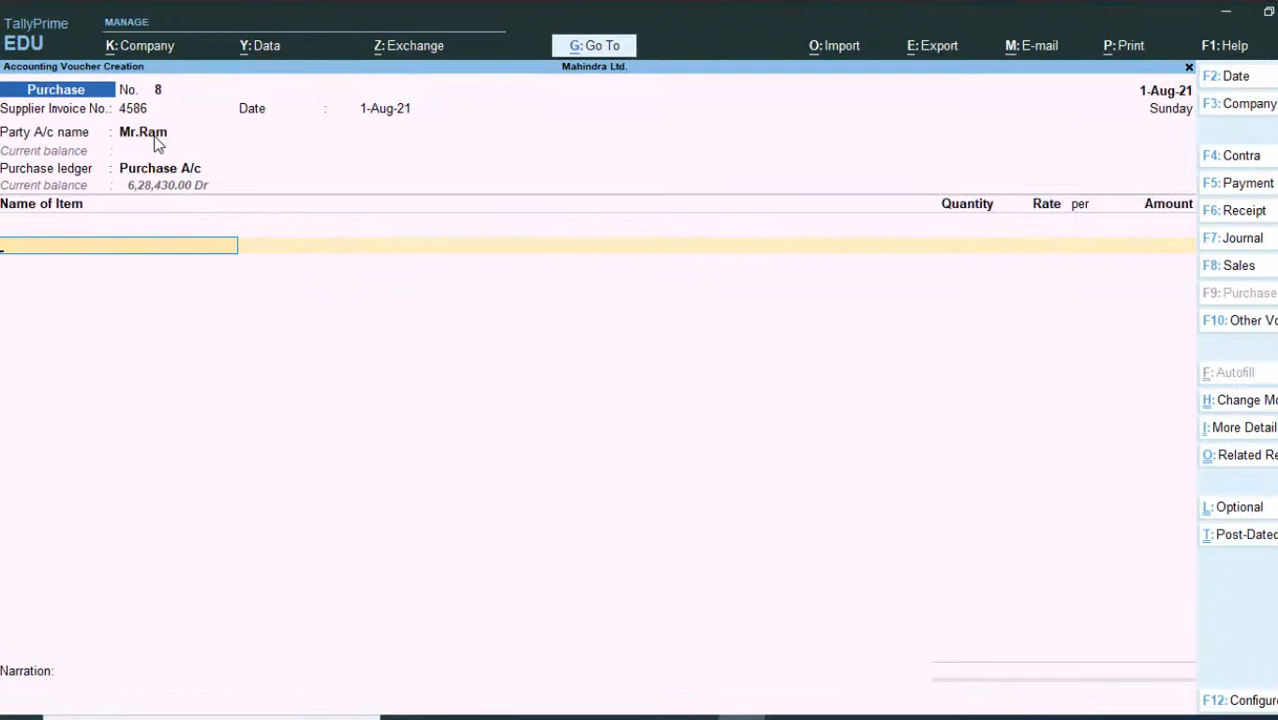 TallyPrime
EDU
MANAGE
K: Company
Y: Data
Z: Exchange
G: Go To
O: Import
E: Export
M: E-mail
P: Print
F1: Help
Accounting Voucher Creation
Mahindra Ltd.
Purchase No. 8
1-Aug-21
Supplier Invoice No.: 4586 Date : 1-Aug-21
Sunday
Party A/c name : Mr.Ram
Current balance :
Purchase ledger : Purchase A/c
Current balance : 6,28,430.00 Dr
Name of Item Quantity Rate per Amount
Narration:
F2: Date
F3: Company
F4: Contra
F5: Payment
F6: Receipt
F7: Journal
F8: Sales
F9: Purchase
F10: Other Vo
F: Autofill
H: Change Mo
I: More Detail
O: Related Re
L: Optional
T: Post-Dated
F12: Configure